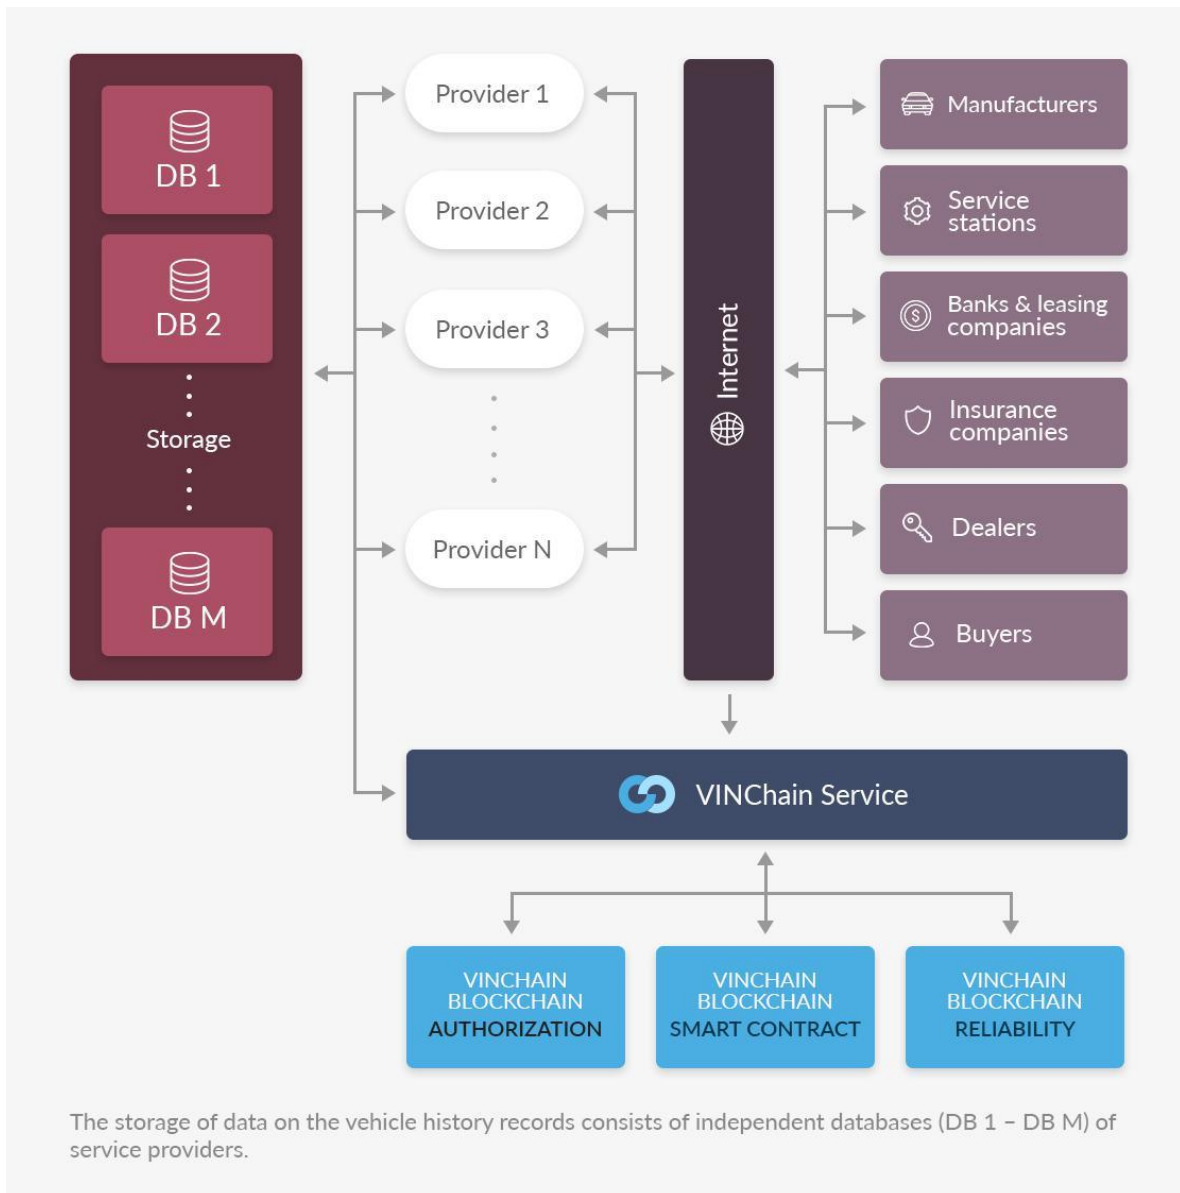 DB 1
DB 2
Storage
DB M
Provider 1
Provider 2
Provider 3
Provider N
Internet
Manufacturers
Service
stations
Banks & leasing
companies
Insurance
companies
Dealers
Buyers
VINChain Service
VINCHAIN
BLOCKCHAIN
AUTHORIZATION
VINCHAIN
BLOCKCHAIN
SMART CONTRACT
VINCHAIN
BLOCKCHAIN
RELIABILITY
The storage of data on the vehicle history records consists of independent databases (DB 1 – DB M) of
service providers.